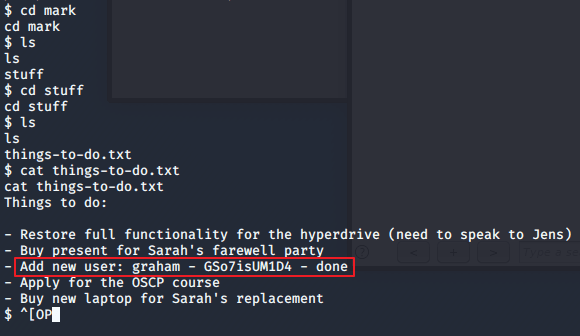 $ cd mark
cd mark
$ ls
ls
stuff
$ cd stuff
cd stuff
$ ls
ls
things-to-do.txt
$ cat things-to-do.txt
cat things-to-do.txt
Things to do:
- Restore full functionality for the hyperdrive (need to speak to Jens)
- Buy present for Sarah's farewell party
- Add new user: graham - GSo7isUM1D4 - done
- Apply for the OSCP course
- Buy new laptop for Sarah's replacement
$ ^[OP